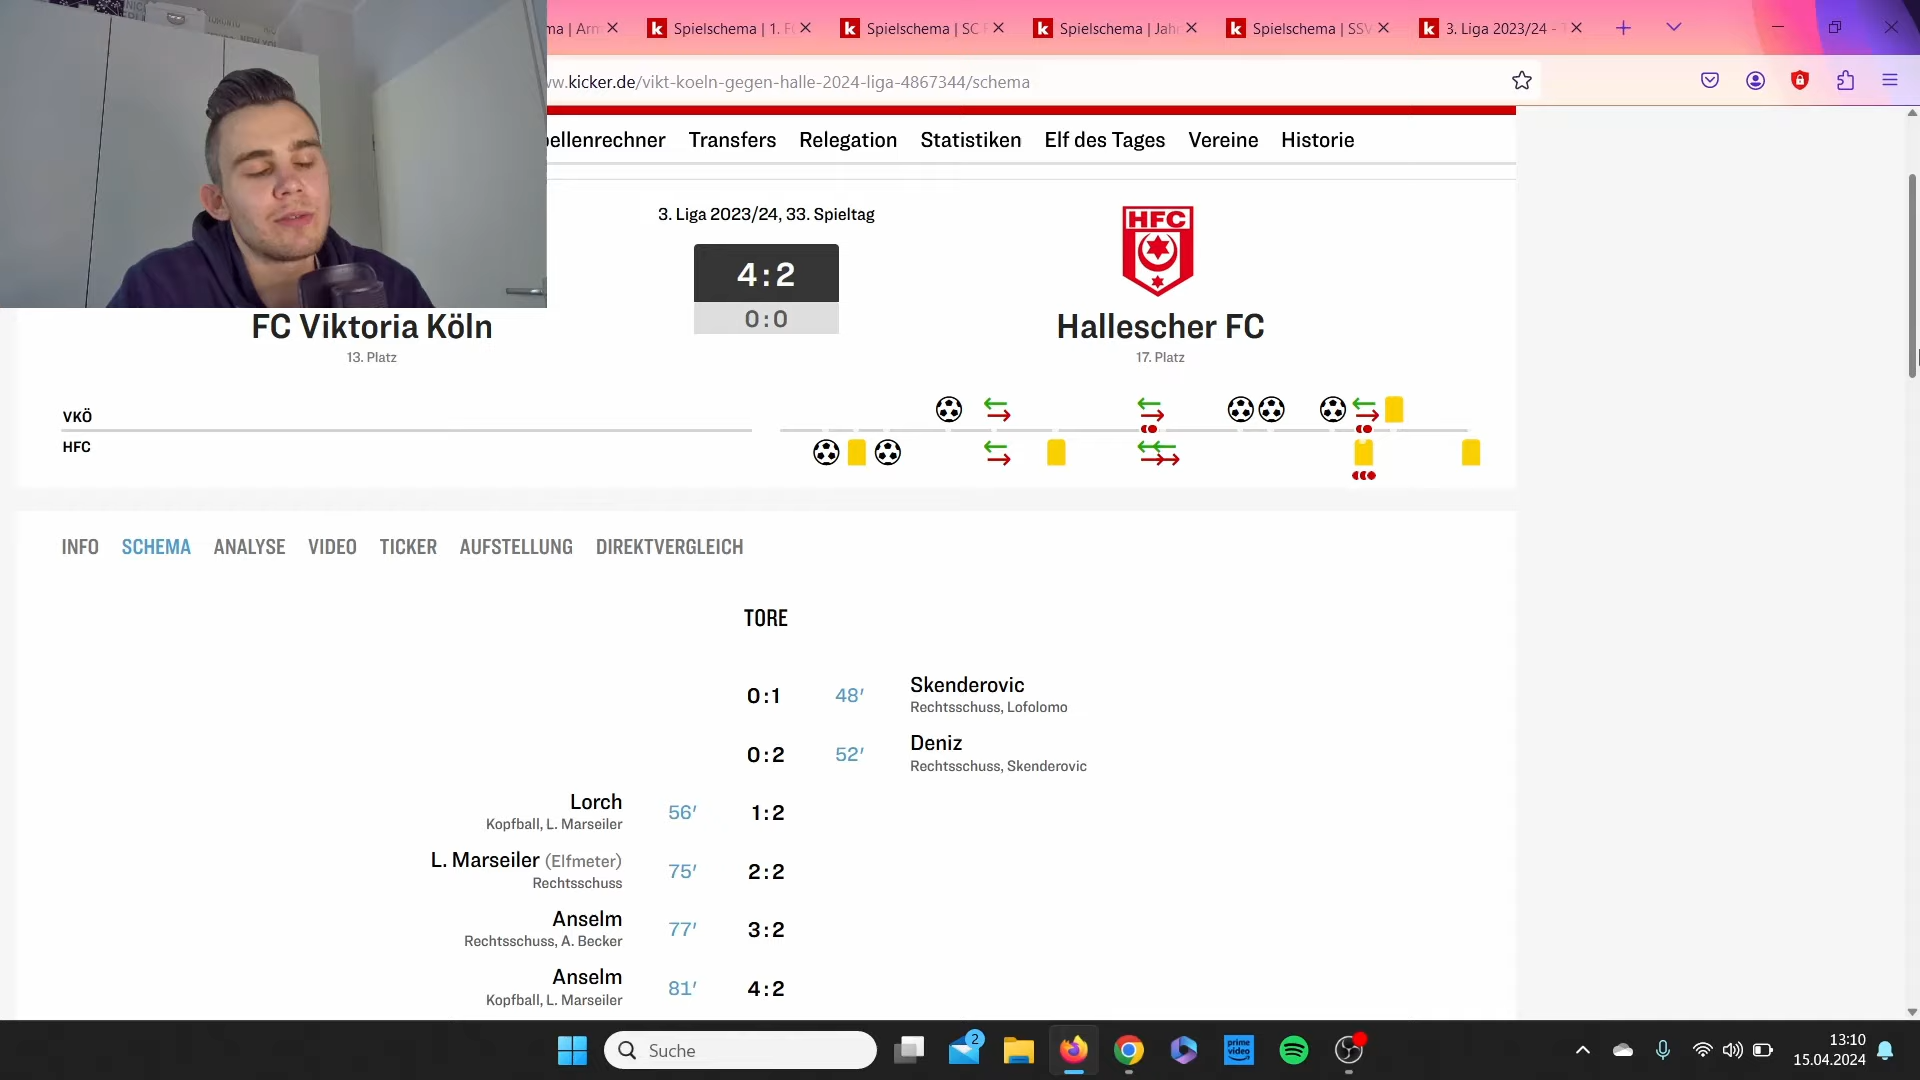 ma | Arm
Spielschema | 1. F
Spielschema | SC F
Spielschema | Jah
Spielschema | SSV
3. Liga 2023/24 - T
w.kicker.de/vikt-koeln-gegen-halle-2024-liga-4867344/schema
ellenrechner Transfers Relegation Statistiken Elf des Tages Vereine Historie
3. Liga 2023/24, 33. Spieltag
HFC
4:2
0:0
FC Viktoria Köln
13. Platz
Hallescher FC
17. Platz
VKÖ
HFC
INFO SCHEMA ANALYSE VIDEO TICKER AUFSTELLUNG DIREKTVERGLEICH
TORE
0:1 48' Skenderovic
Rechtsschuss, Lofolomo
0:2 52' Deniz
Rechtsschuss, Skenderovic
Lorch 56' 1:2
Kopfball, L. Marseiler
L. Marseiler (Elfmeter) 75' 2:2
Rechtsschuss
Anselm 77' 3:2
Rechtsschuss, A. Becker
Anselm 81' 4:2
Kopfball, L. Marseiler
Suche
2
prime video
13:10
15.04.2024